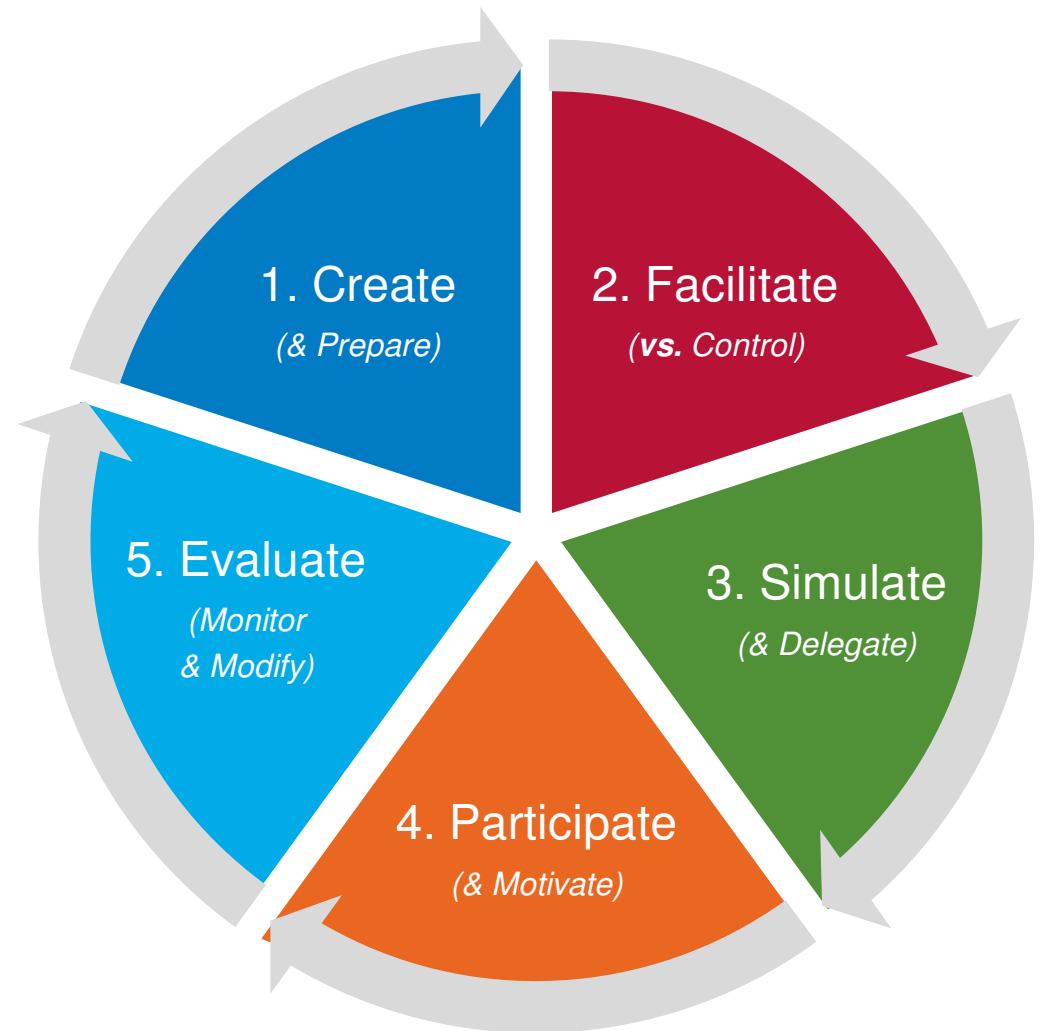 1. Create
(& Prepare)
2. Facilitate
(vs. Control)
3. Simulate
(& Delegate)
4. Participate
(& Motivate)
5. Evaluate
(Monitor
& Modify)